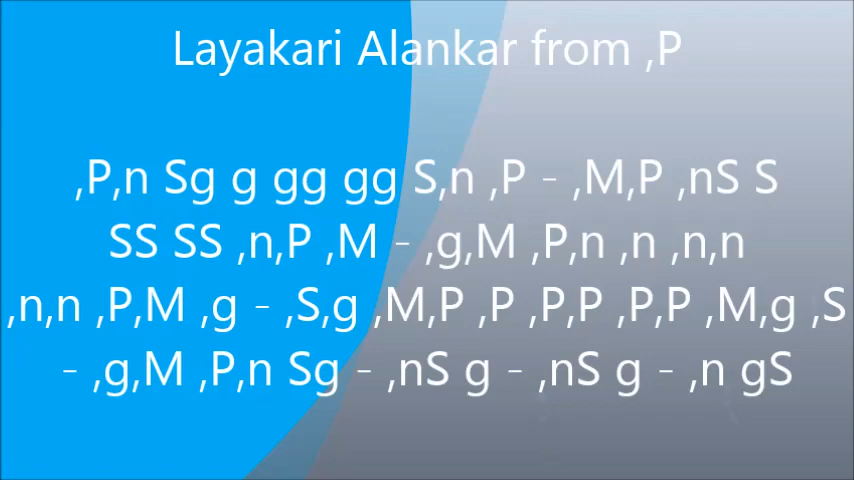 Layakari Alankar from ,P
,P,n Sg g gg gg S,n ,P - ,M,P ,nS S
SS SS ,n,P ,M - ,g,M ,P,n ,n ,n,n
,n,n ,P,M ,g - ,S,g ,M,P ,P ,P,P ,P,P ,M,g ,S
- ,g,M ,P,n Sg - ,nS g - ,nS g - ,n gS